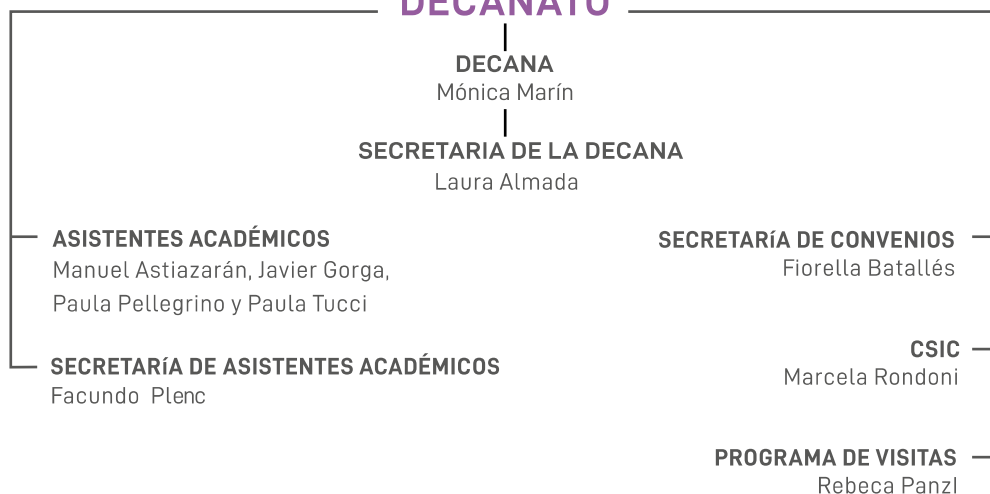 DECANATO
DECANA
Mónica Marín
SECRETARIA DE LA DECANA
Laura Almada
ASISTENTES ACADÉMICOS
Manuel Astiazarán, Javier Gorga,
Paula Pellegrino y Paula Tucci
SECRETARíA DE ASISTENTES ACADÉMICOS
Facundo Plenc
SECRETARíA DE CONVENIOS
Fiorella Batallés
CSIC
Marcela Rondoni
PROGRAMA DE VISITAS
Rebeca Panzl